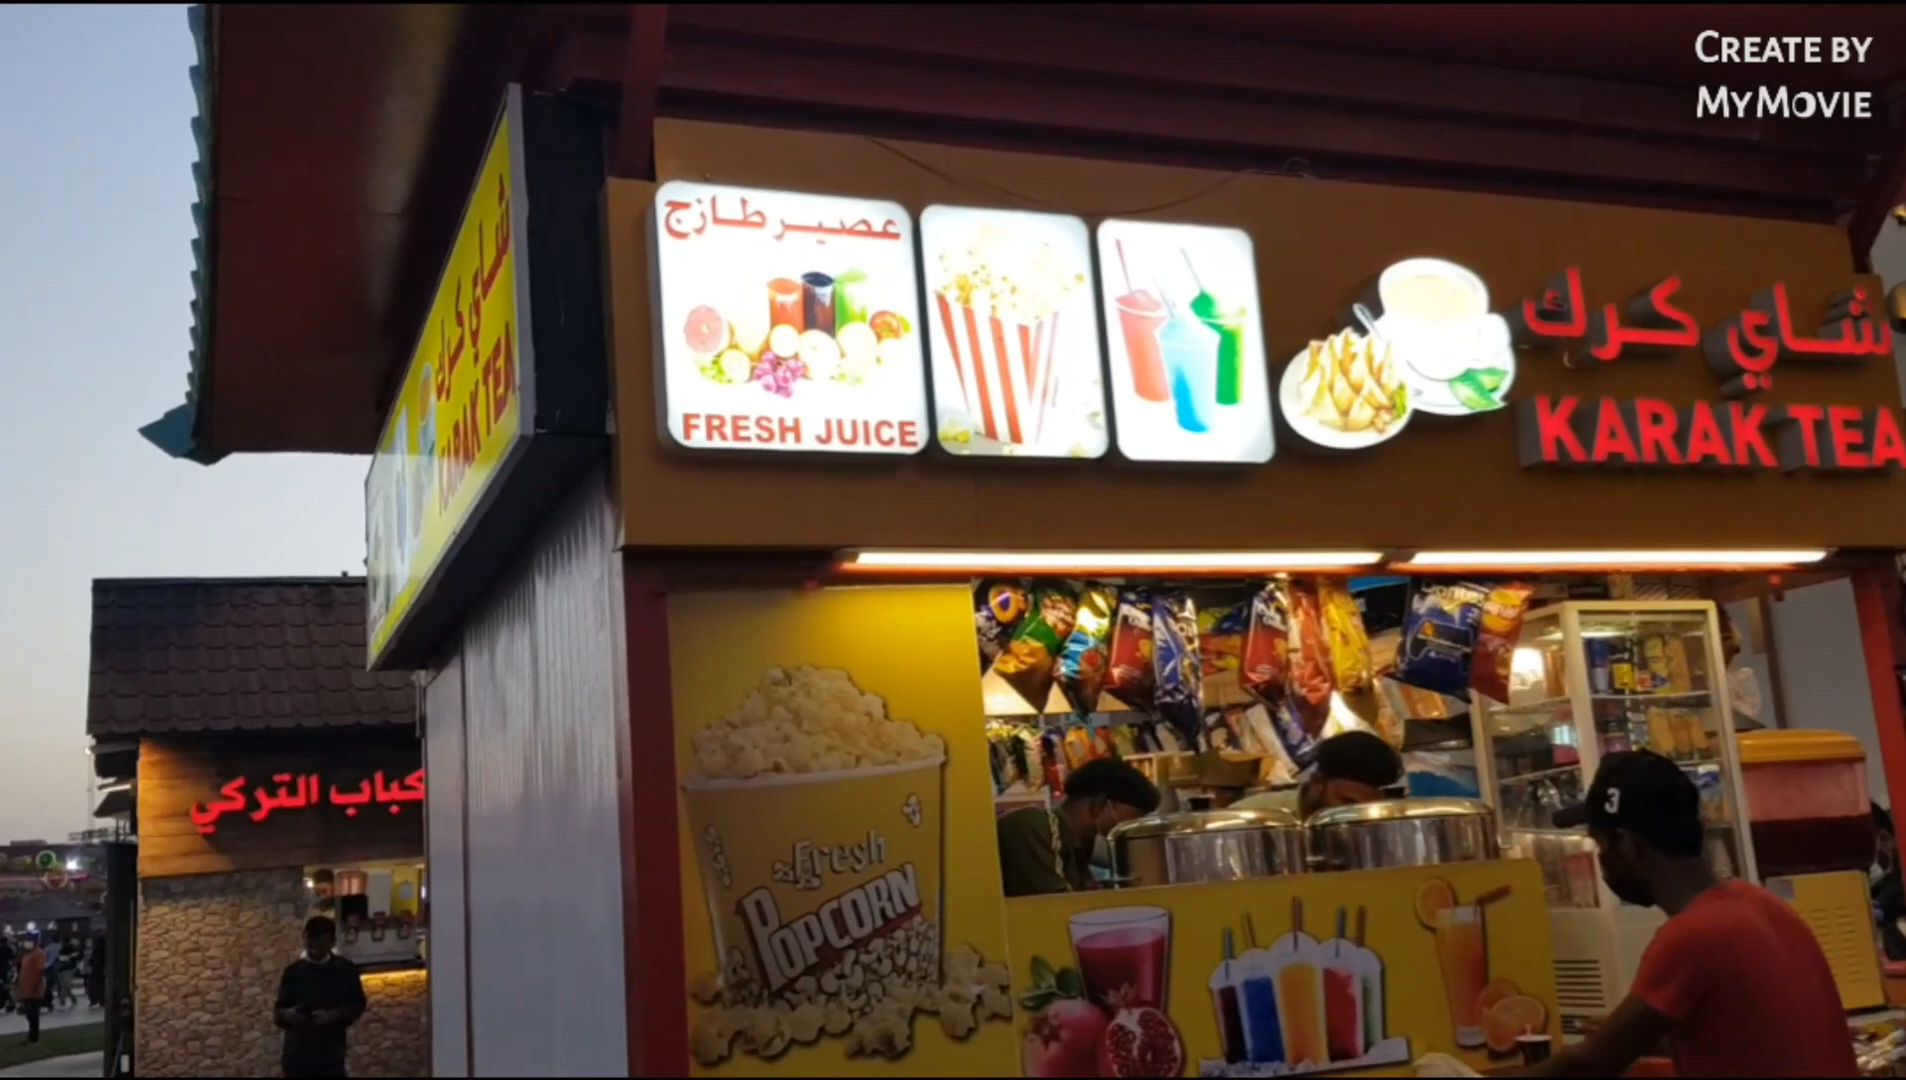 CREATE BY
MYMOVIE
عصير طازج
FRESH JUICE
شاي كرك
KARAK TEA
شاي كرك
KARAK TEA
كباب التركي
Fresh
POPCORN
3